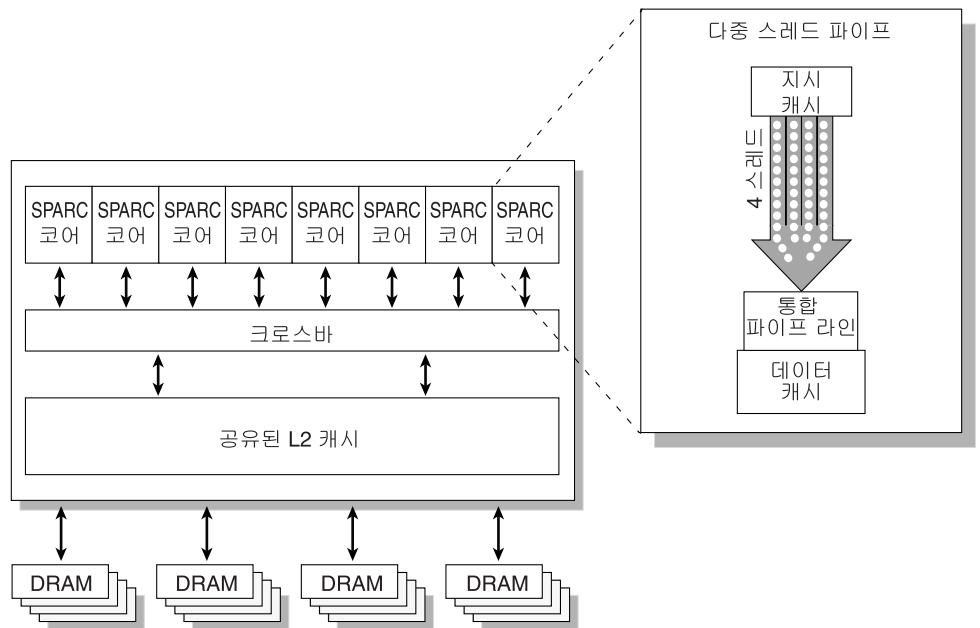 다중 스레드 파이프
지시
캐시
4 스레드
통합
파이프 라인
데이터
캐시
SPARC
코어
SPARC
코어
SPARC
코어
SPARC
코어
SPARC
코어
SPARC
코어
SPARC
코어
SPARC
코어
크로스바
공유된 L2 캐시
DRAM
DRAM
DRAM
DRAM